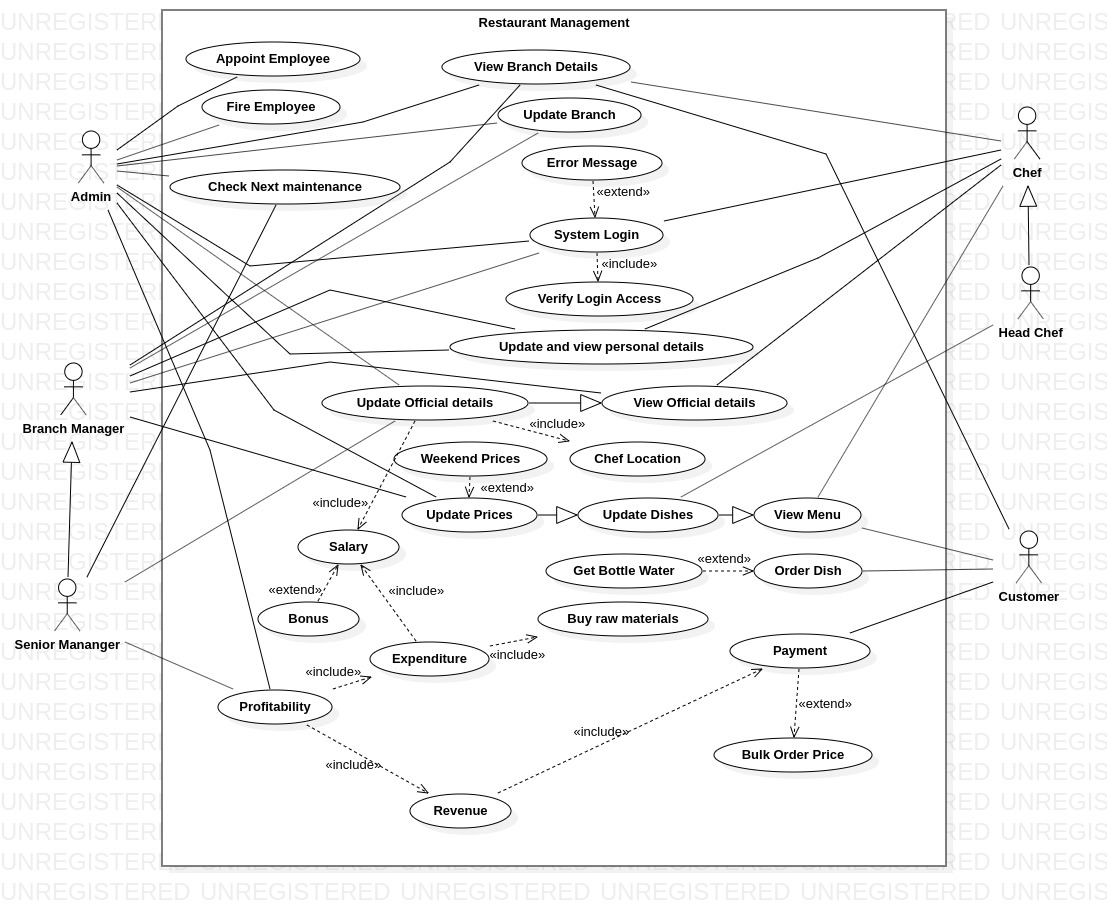 Restaurant Management
Appoint Employee
View Branch Details
Fire Employee
Update Branch
Error Message
Admin
Chef
Check Next maintenance
«extend»
System Login
«include»
Verify Login Access
Head Chef
Update and view personal details
Branch Manager
Update Official details
View Official details
«include»
Weekend Prices
Chef Location
«extend»
«include»
Update Prices
Update Dishes
View Menu
Salary
«extend»
Get Bottle Water
Order Dish
«extend»
«include»
Customer
Bonus
Buy raw materials
Senior Mananger
Expenditure
«include»
Payment
«include»
Profitability
«extend»
«include»
Bulk Order Price
«include»
Revenue
UNREGISTERED UNREGISTERED UNREGISTERED UNREGISTERED UNREGISTERED UNREGIS